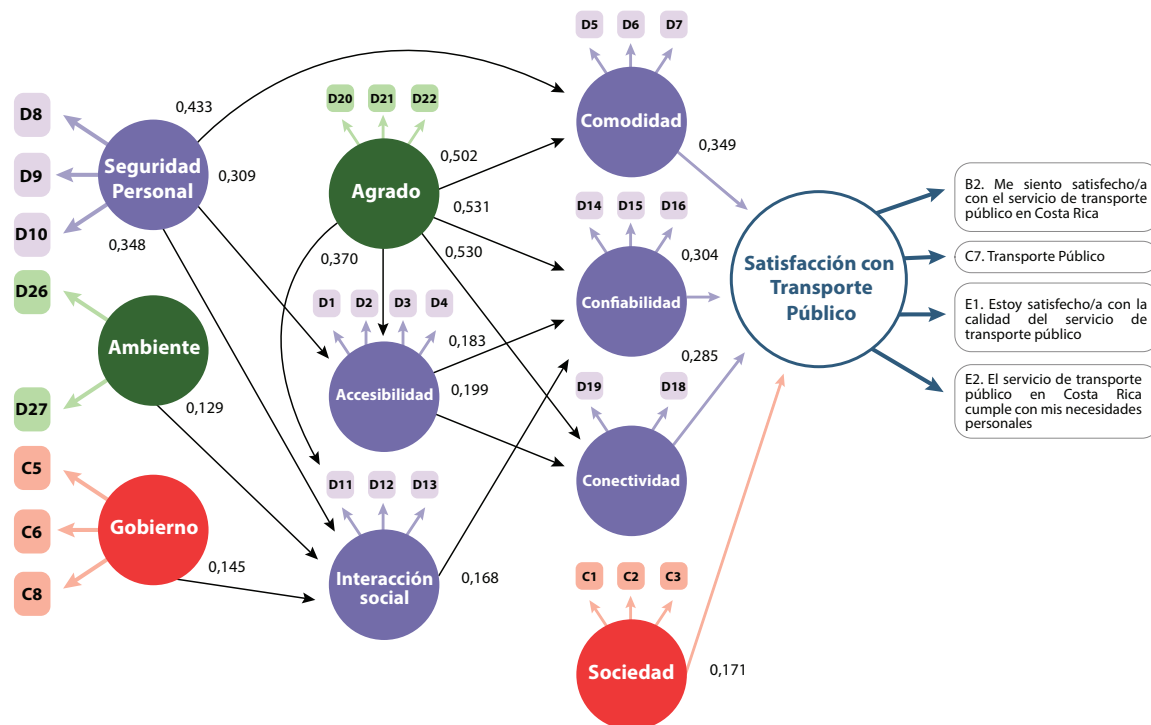 D5 D6 D7
Comodidad
0,433
D8
D9
D10
Seguridad
Personal
0,309
0,348
D20 D21 D22
Agrado
0,502
0,531
0,530
0,370
0,349
D14 D15 D16
Confiabilidad
0,304
D26
Ambiente
D27
0,129
D1 D2 D3 D4
Accesibilidad
0,183
0,199
D19 D18
Conectividad
0,285
C5
C6
C8
Gobierno
0,145
D11 D12 D13
Interacción
social
0,168
C1 C2 C3
Sociedad
0,171
Satisfacción con
Transporte
Público
B2. Me siento satisfecho/a
con el servicio de transporte
público en Costa Rica
C7. Transporte Público
E1. Estoy satisfecho/a con la
calidad del servicio de
transporte público
E2. El servicio de transporte
público en Costa Rica
cumple con mis necesidades
personales